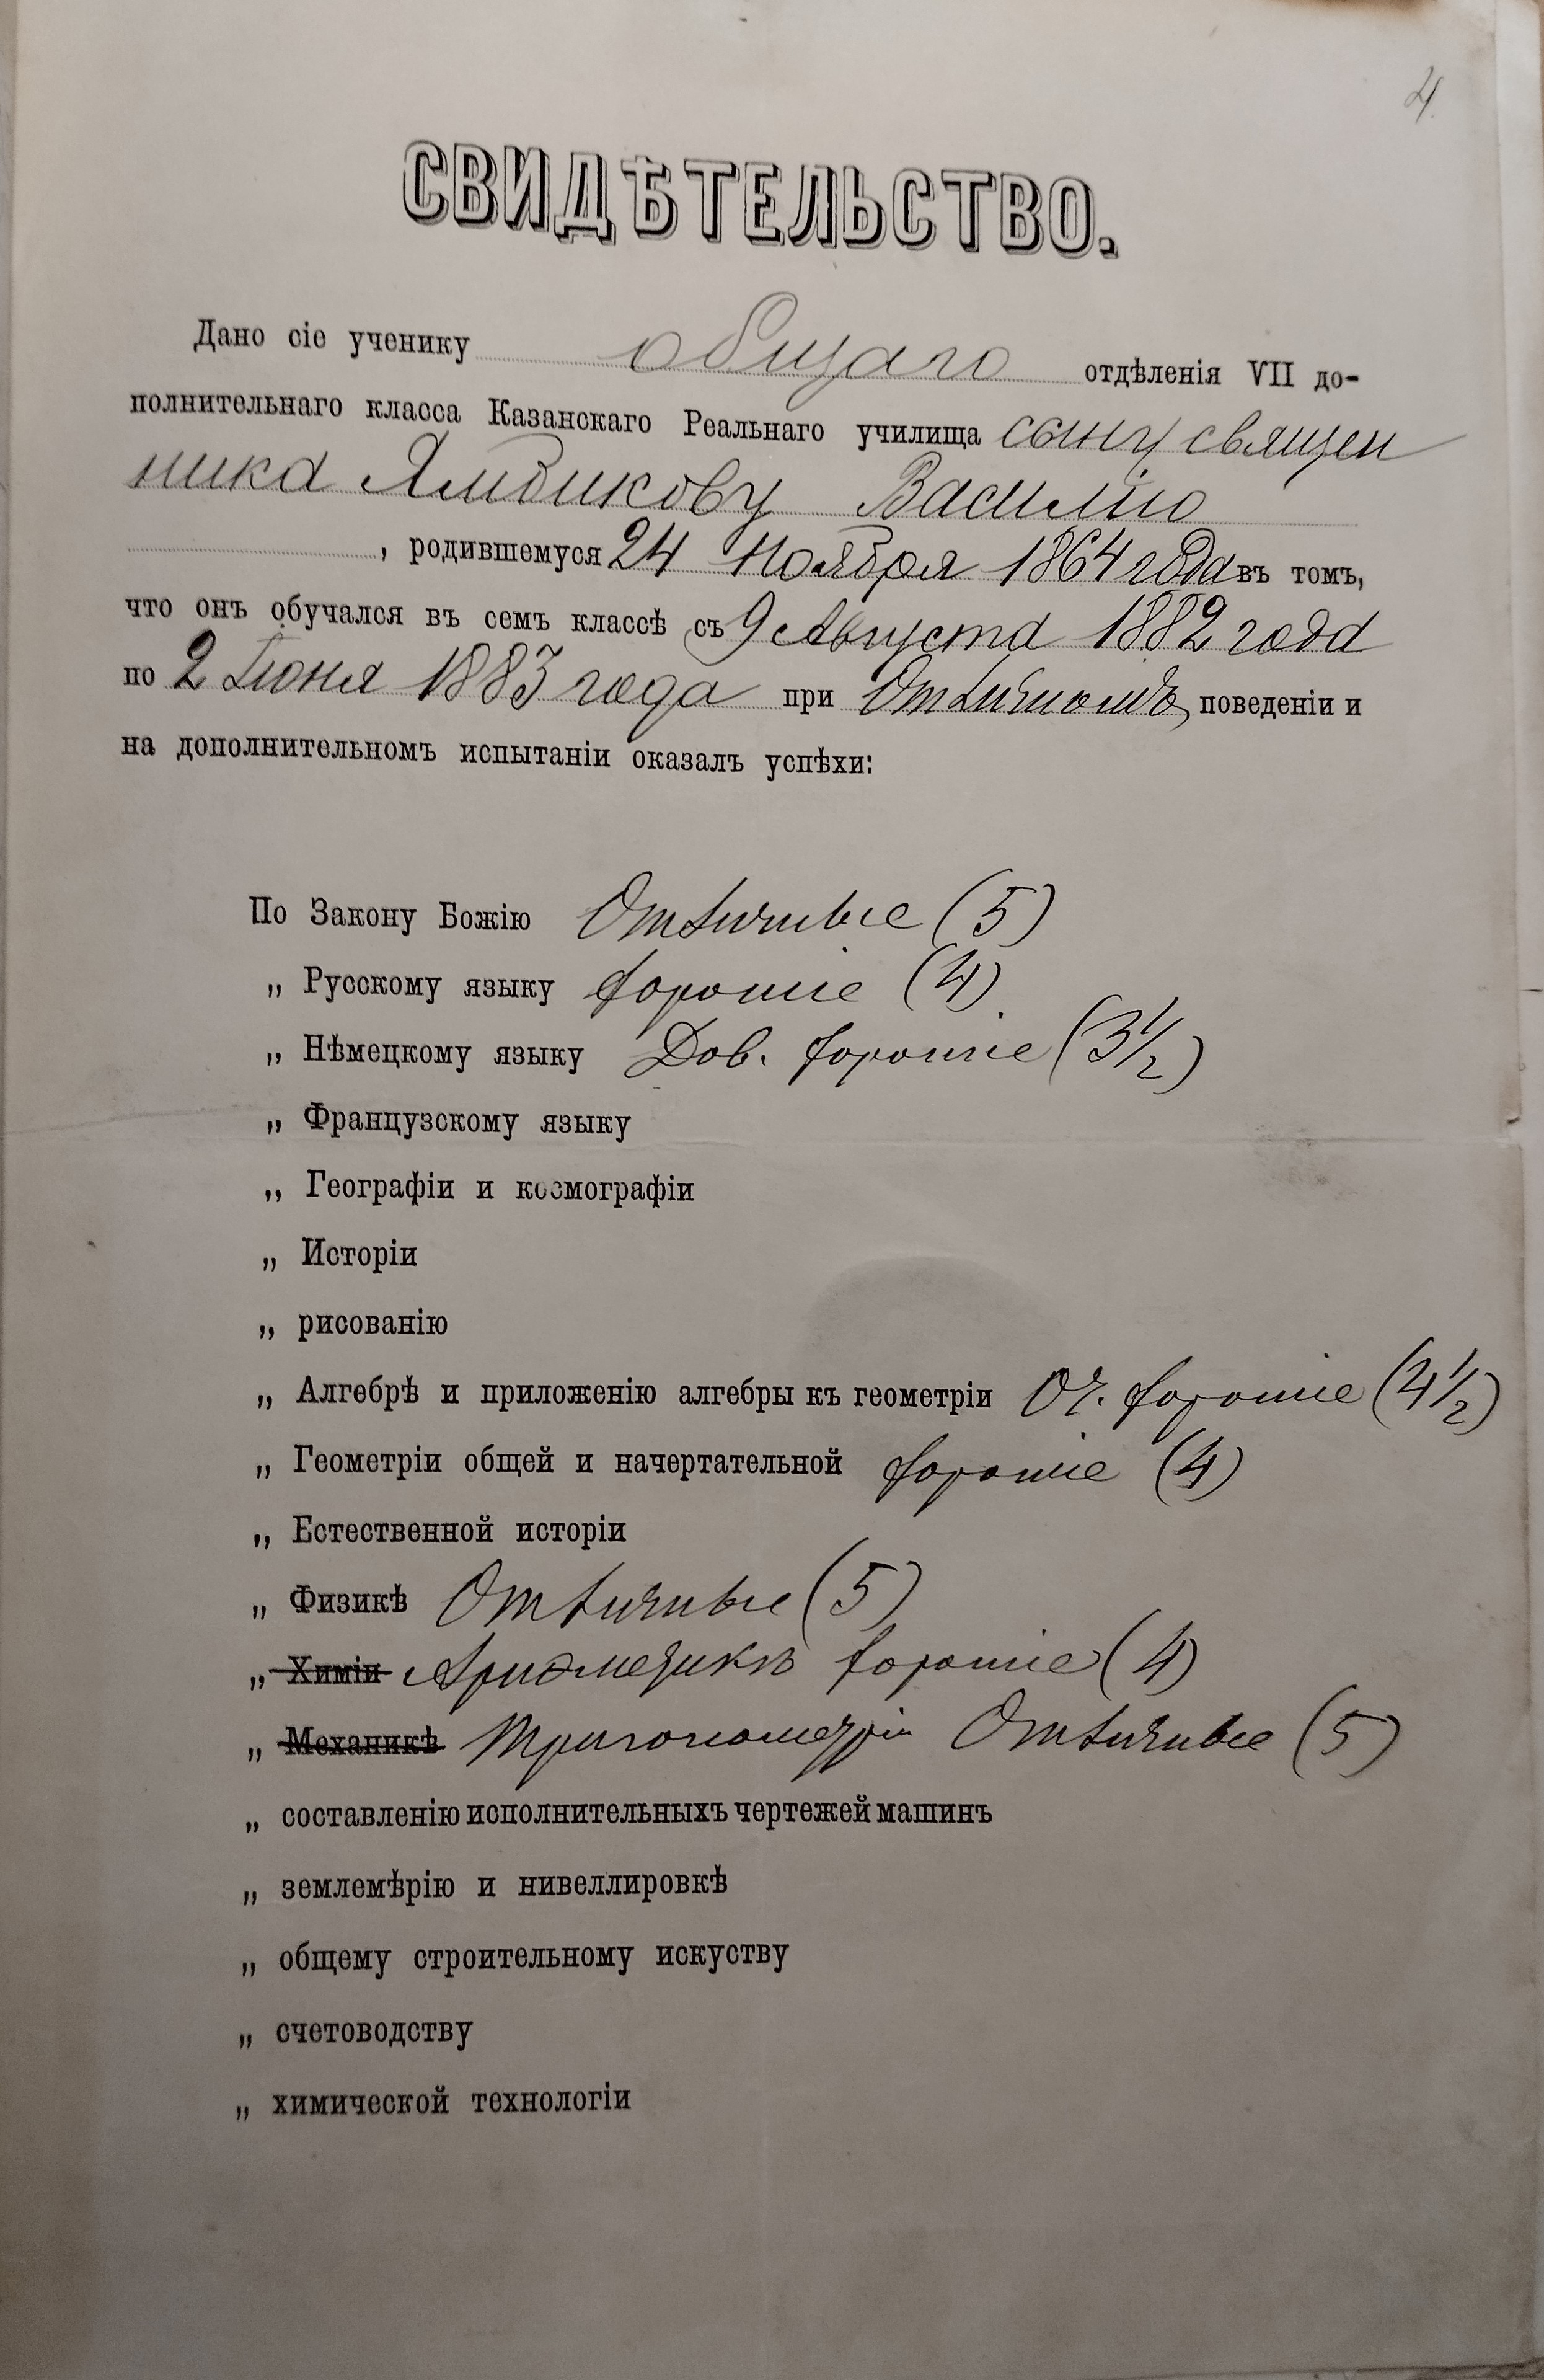 4.
СВИДѢТЕЛЬСТВО.
Дано сіе ученику общаго отдѣленія VII до-
полнительнаго класса Казанскаго Реальнаго училища сыну священ
ника Ямбикову Василію
, родившемуся 24 Ноября 1864 года въ томъ,
что онъ обучался въ семъ классѣ съ 9 Августа 1882 года
по 2 Іюня 1883 года при Отличномъ поведеніи и
на дополнительномъ испытаніи оказалъ успѣхи:
По Закону Божію Отличные (5)
„ Русскому языку хорошіе (4)
„ Нѣмецкому языку Дов. хорошіе (3 1/2)
„ Французскому языку
„ Географіи и космографіи
„ Исторіи
„ рисованію
„ Алгебрѣ и приложенію алгебры къ геометріи Оч. хорошіе (4 1/2)
„ Геометріи общей и начертательной хорошіе (4)
„ Естественной исторіи
„ Физикѣ Отличные (5)
„ Химіи Ариѳметикѣ хорошіе (4)
„ Механикѣ Тригонометріи Отличные (5)
„ составленію исполнительныхъ чертежей машинъ
„ землемѣрію и нивеллировкѣ
„ общему строительному искуству
„ счетоводству
„ химической технологіи